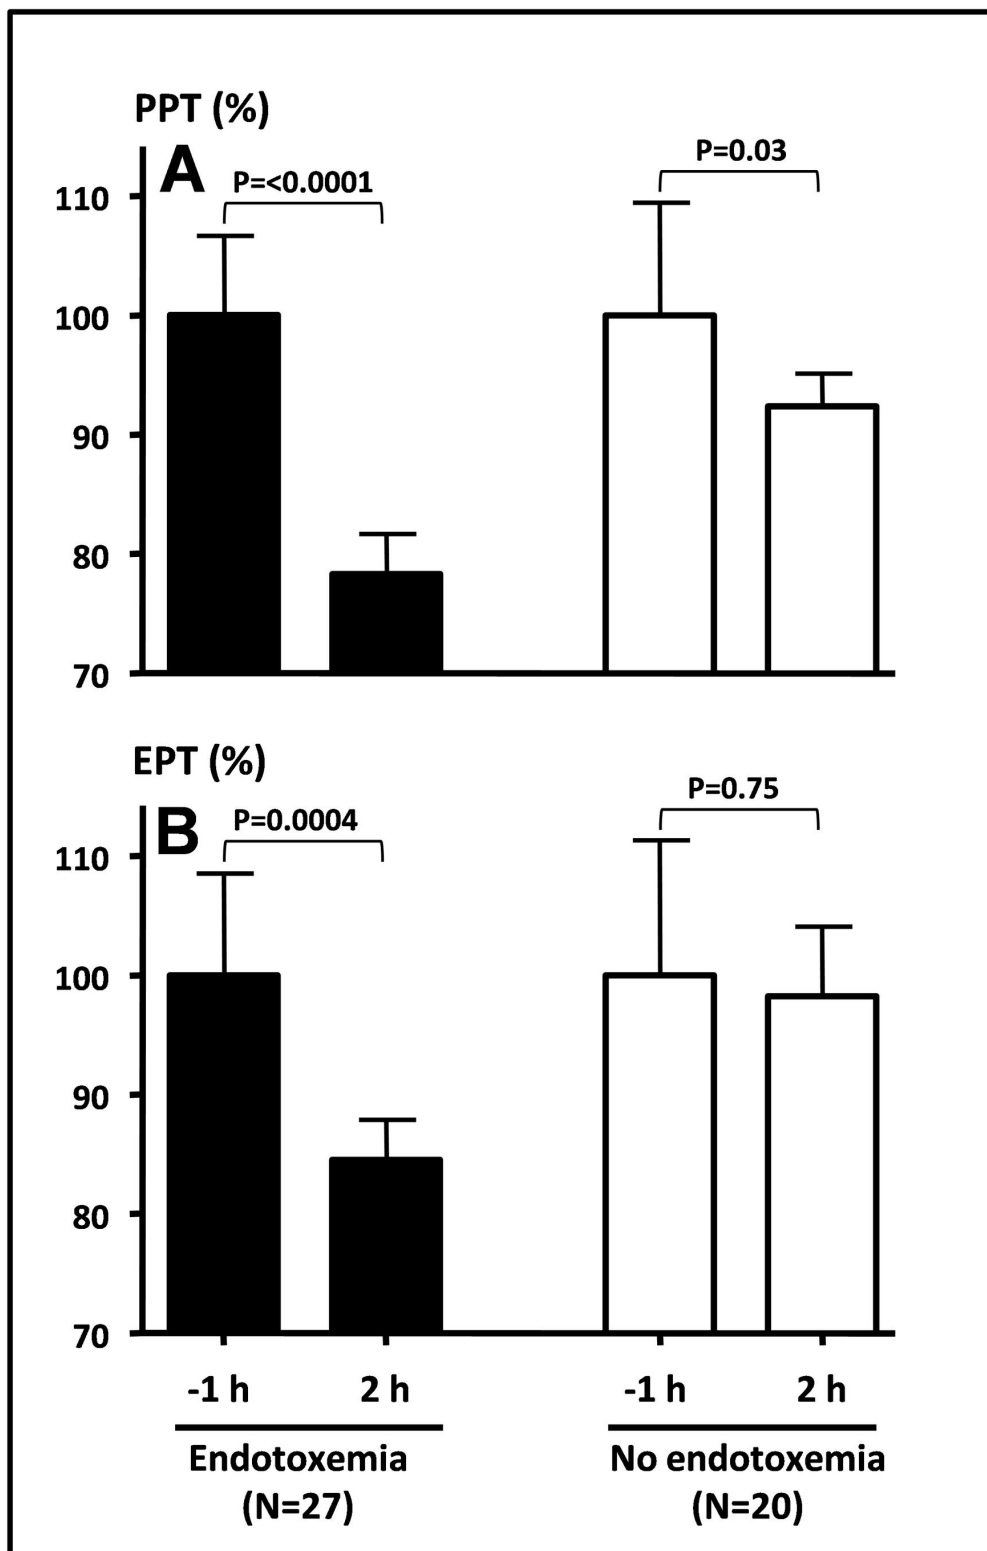 PPT (%)
A
P=<0.0001
P=0.03
110
100
90
80
70
EPT (%)
B
P=0.0004
P=0.75
110
100
90
80
70
-1 h 2 h -1 h 2 h
Endotoxemia No endotoxemia
(N=27) (N=20)